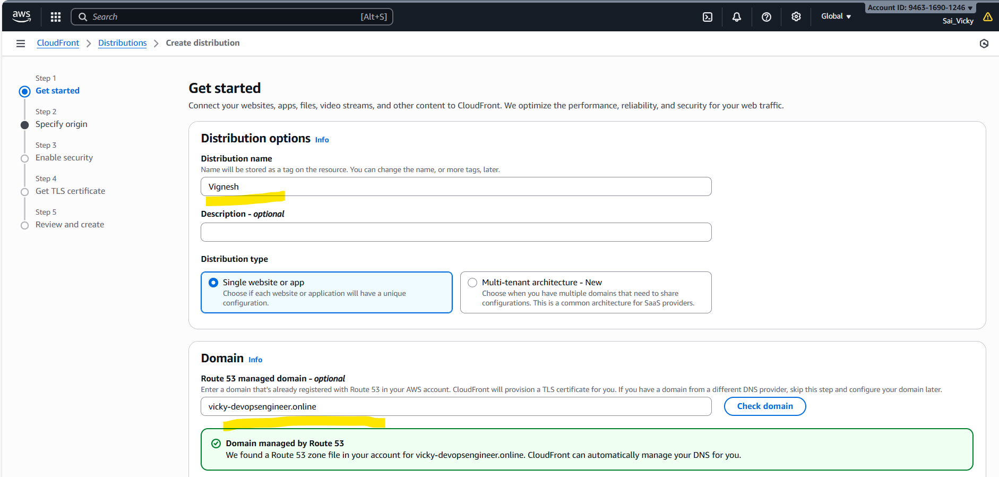 aws
Search [Alt+S]
Global
Account ID: 9463-1690-1246
Sai_Vicky
CloudFront
Distributions
Create distribution
Step 1
Get started
Step 2
Specify origin
Step 3
Enable security
Step 4
Get TLS certificate
Step 5
Review and create
Get started
Connect your websites, apps, files, video streams, and other content to CloudFront. We optimize the performance, reliability, and security for your web traffic.
Distribution options Info
Distribution name
Name will be stored as a tag on the resource. You can change the name, or more tags, later.
Vignesh
Description - optional
Distribution type
Single website or app
Choose if each website or application will have a unique
configuration.
Multi-tenant architecture - New
Choose when you have multiple domains that need to share
configurations. This is a common architecture for SaaS providers.
Domain Info
Route 53 managed domain - optional
Enter a domain that's already registered with Route 53 in your AWS account. CloudFront will provision a TLS certificate for you. If you have a domain from a different DNS provider, skip this step and configure your domain later.
vicky-devopsengineer.online
Check domain
Domain managed by Route 53
We found a Route 53 zone file in your account for vicky-devopsengineer.online. CloudFront can automatically manage your DNS for you.